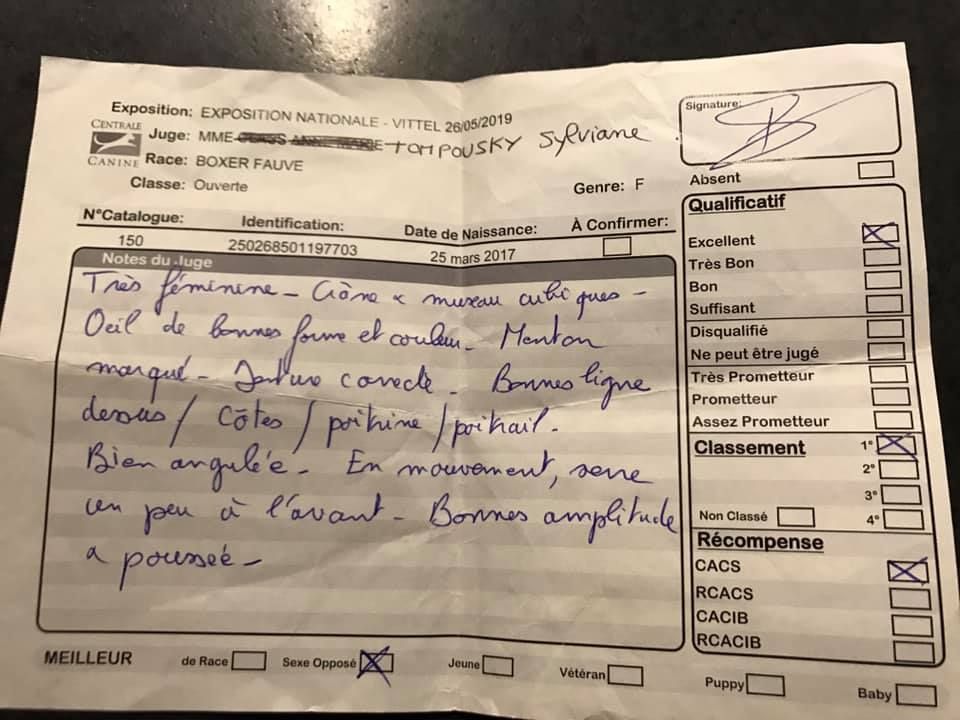 Exposition: EXPOSITION NATIONALE - VITTEL 26/05/2019
CENTRALE CANINE
Juge: MME TOMPOUSKY Sylviane
Race: BOXER FAUVE
Classe: Ouverte
Genre: F
N°Catalogue: Identification: Date de Naissance: À Confirmer:
150 250268501197703 25 mars 2017
Notes du Juge
Très féminine - Crâne & museau cubiques -
Oeil de bonnes forme et couleur - Menton
marqué - Denture correcte - Bonnes ligne
dessus / côtes / poitrine / poitrail.
Bien angulée - En mouvement, serre
un peu à l'avant - Bonnes amplitude
& poussée -
Signature:
Absent
Qualificatif
Excellent
Très Bon
Bon
Suffisant
Disqualifié
Ne peut être jugé
Très Prometteur
Prometteur
Assez Prometteur
Classement 1°
2°
3°
Non Classé 4°
Récompense
CACS
RCACS
CACIB
RCACIB
MEILLEUR de Race Sexe Opposé Jeune Vétéran Puppy Baby